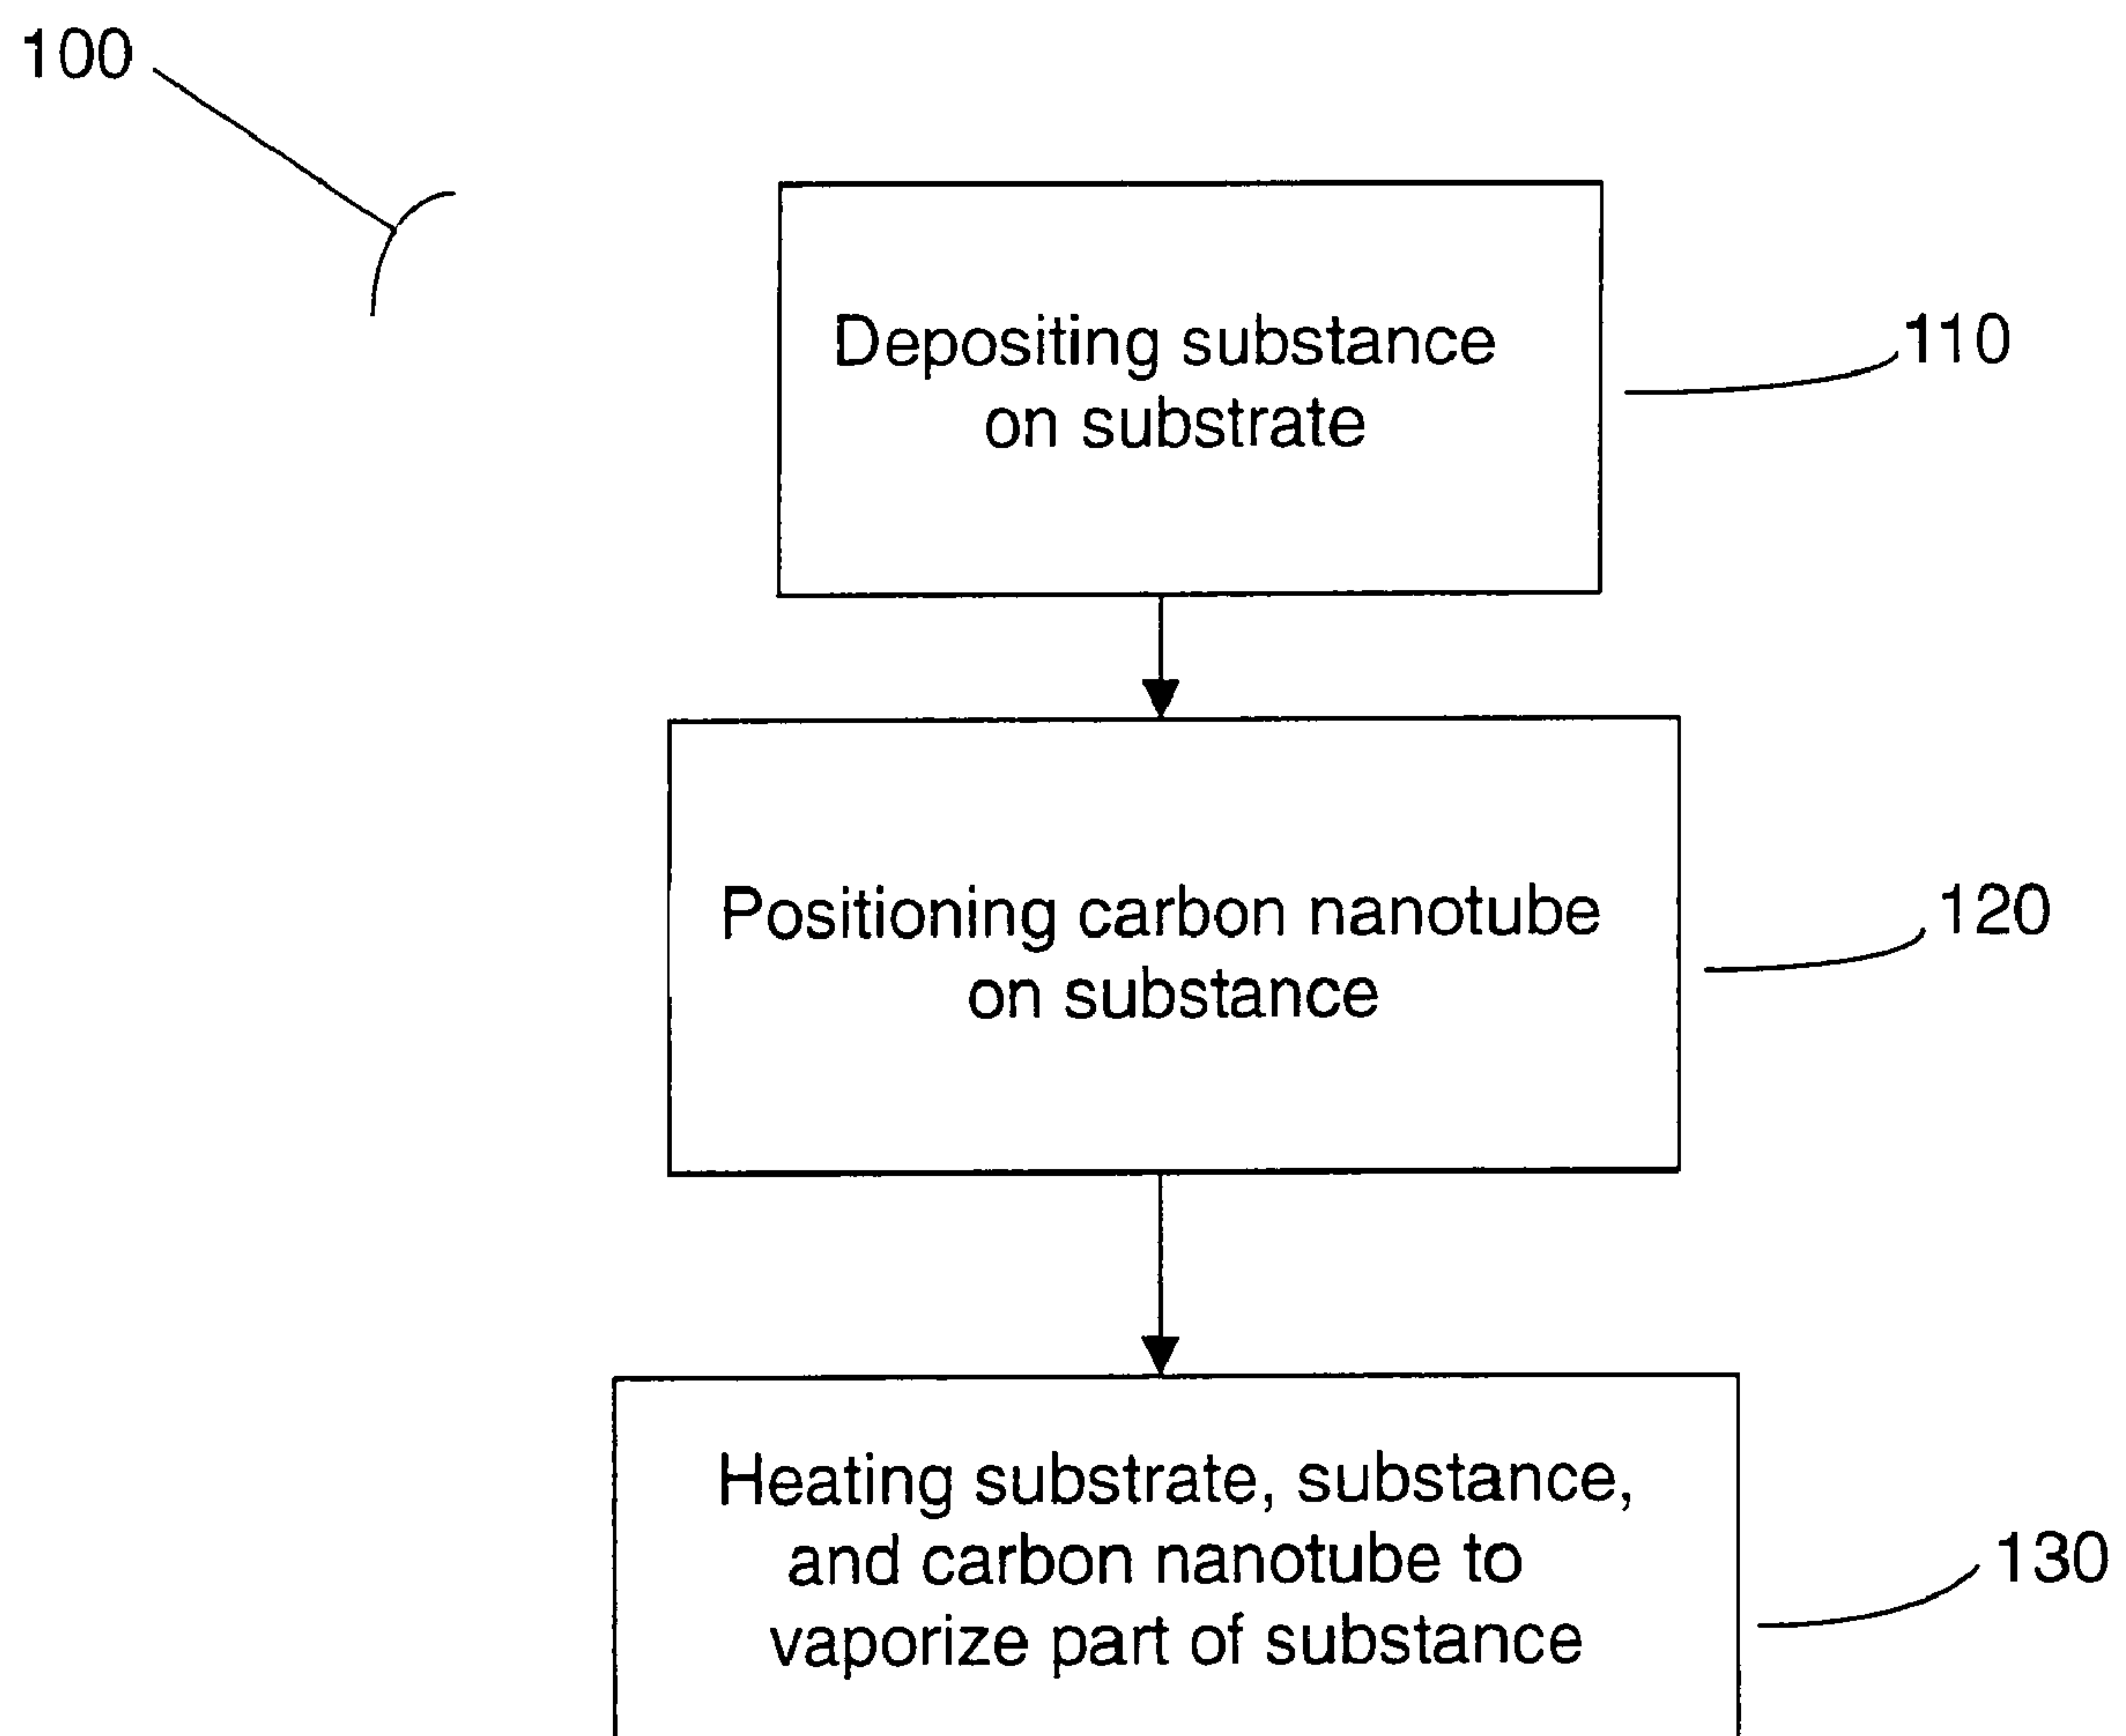 100
Depositing substance
on substrate
110
Positioning carbon nanotube
on substance
120
Heating substrate, substance,
and carbon nanotube to
vaporize part of substance
130